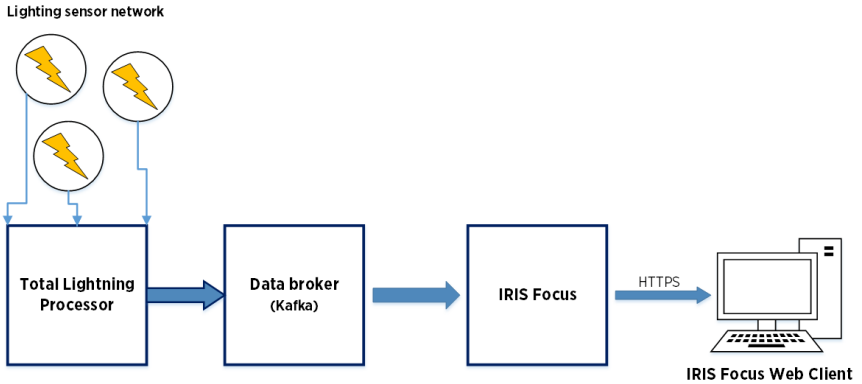 Lighting sensor network
Total Lightning
Processor
Data broker
(Kafka)
IRIS Focus
HTTPS
IRIS Focus Web Client